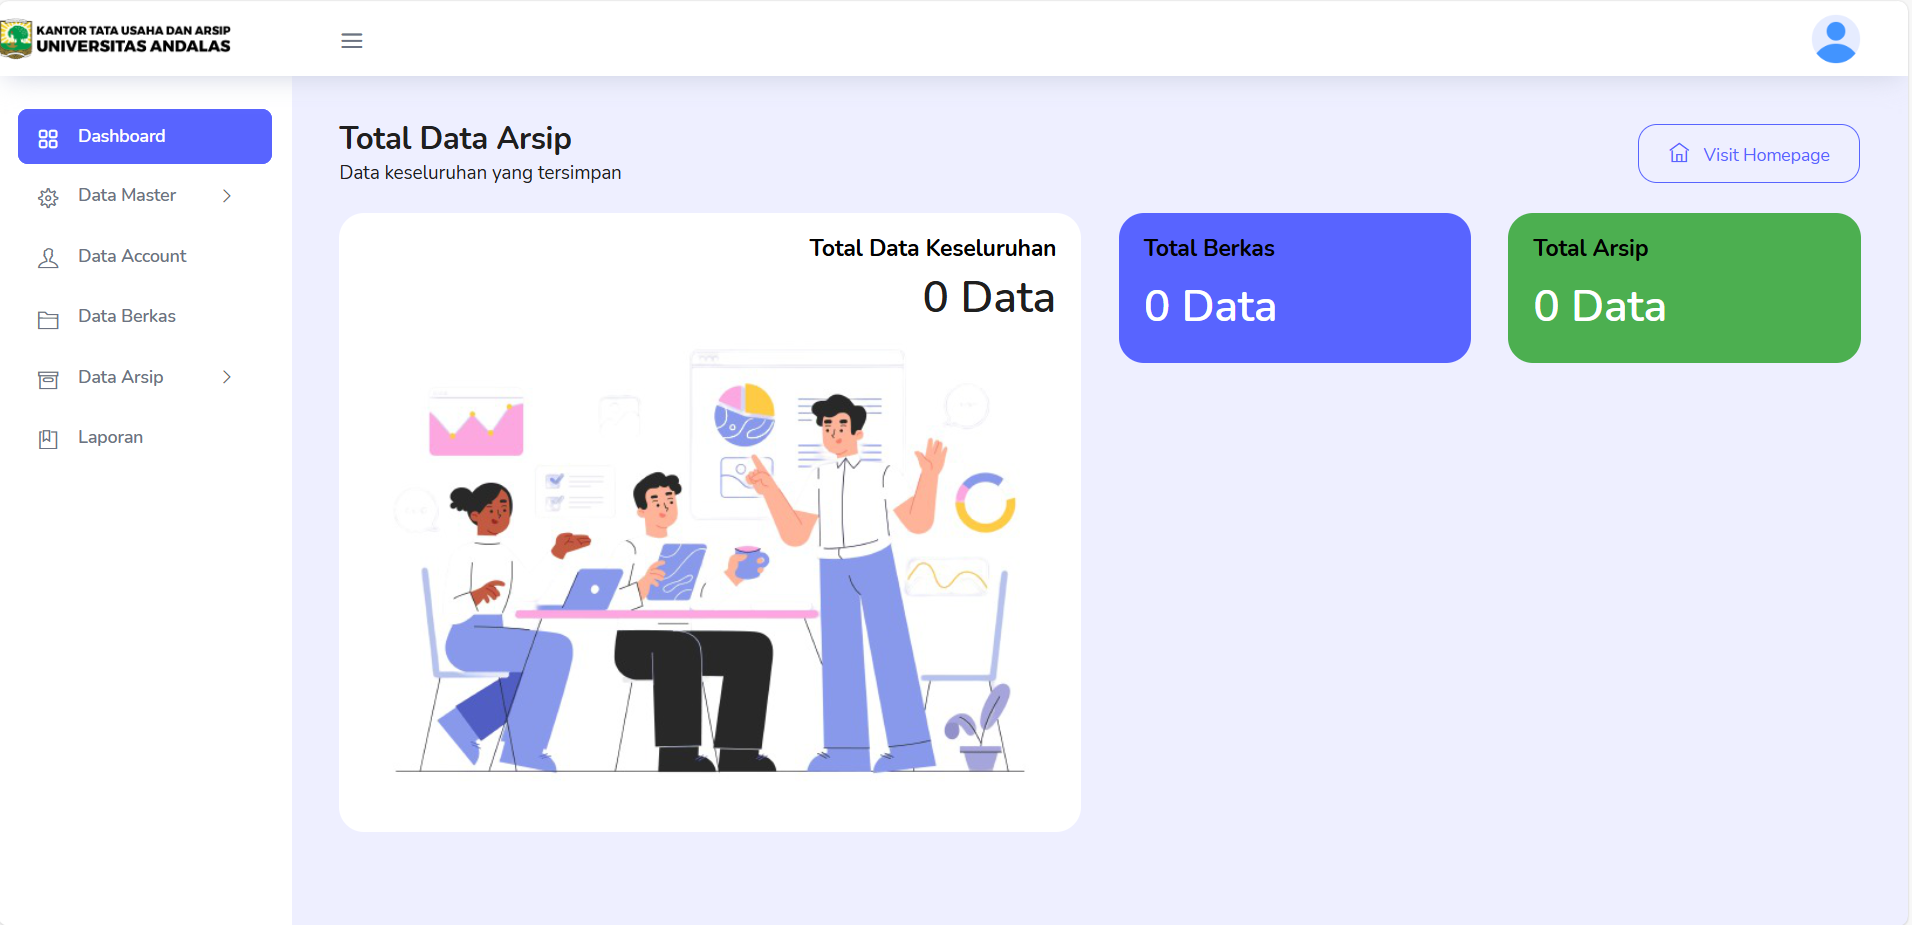 KANTOR TATA USAHA DAN ARSIP
UNIVERSITAS ANDALAS
Dashboard
Data Master
Data Account
Data Berkas
Data Arsip
Laporan
Total Data Arsip
Data keseluruhan yang tersimpan
Visit Homepage
Total Data Keseluruhan
0 Data
Total Berkas
0 Data
Total Arsip
0 Data